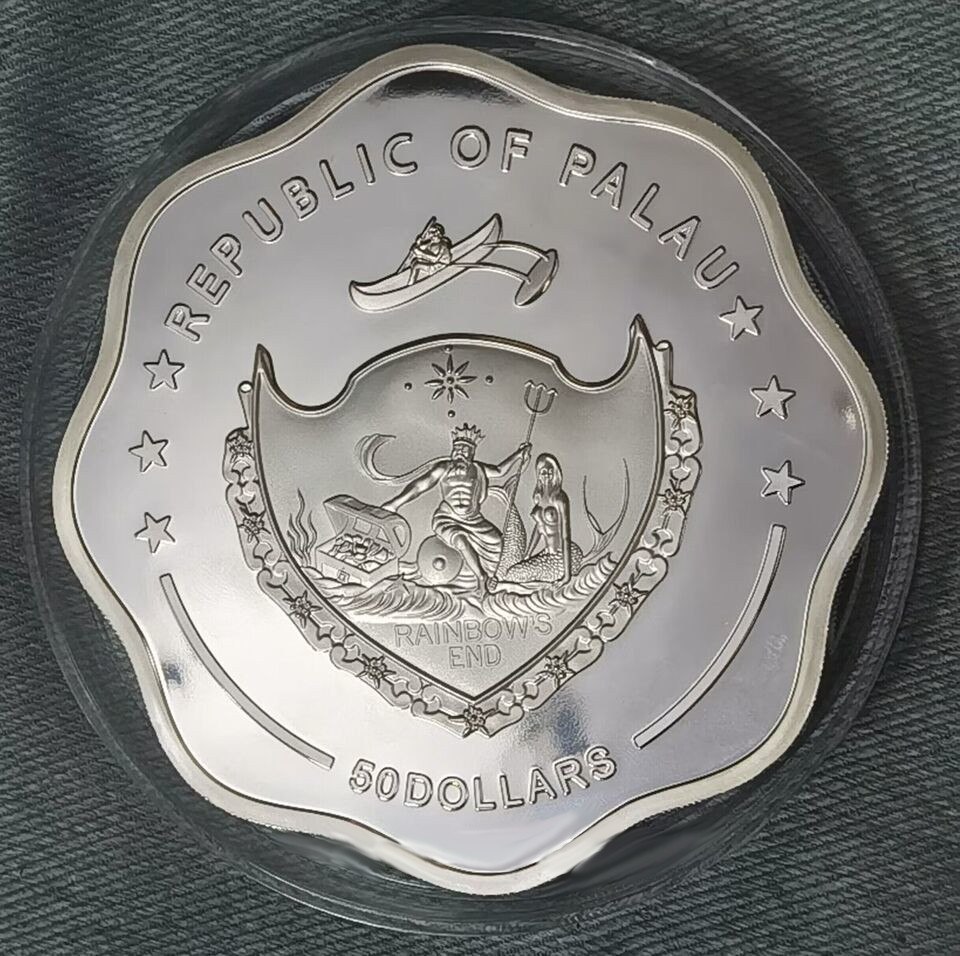 REPUBLIC OF PALAU
RAINBOW'S
END
50DOLLARS